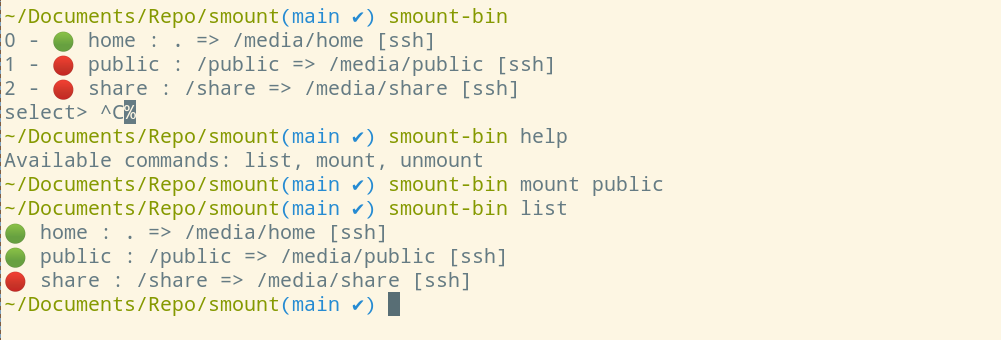 ~/Documents/Repo/smount(main ✔) smount-bin
0 - 🟢 home : . => /media/home [ssh]
1 - 🔴 public : /public => /media/public [ssh]
2 - 🔴 share : /share => /media/share [ssh]
select> ^C%
~/Documents/Repo/smount(main ✔) smount-bin help
Available commands: list, mount, unmount
~/Documents/Repo/smount(main ✔) smount-bin mount public
~/Documents/Repo/smount(main ✔) smount-bin list
🟢 home : . => /media/home [ssh]
🟢 public : /public => /media/public [ssh]
🔴 share : /share => /media/share [ssh]
~/Documents/Repo/smount(main ✔)